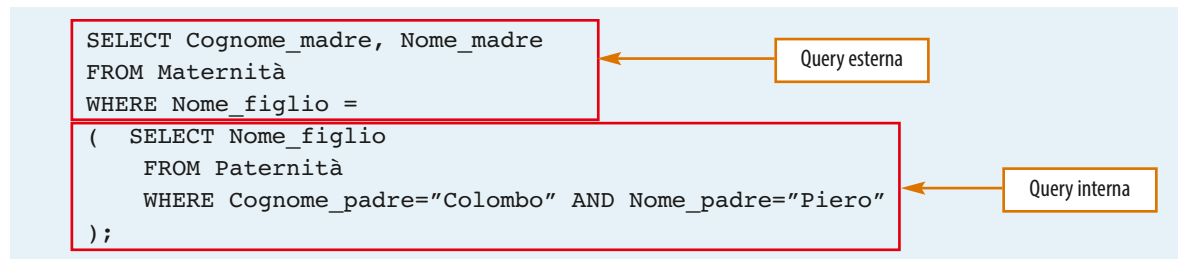 SELECT Cognome_madre, Nome_madre
Query esterna
FROM Maternità
WHERE Nome_figlio =
( SELECT Nome_figlio
FROM Paternità
WHERE Cognome_padre="Colombo” AND Nome_padre=”Piero”
Query interna
);